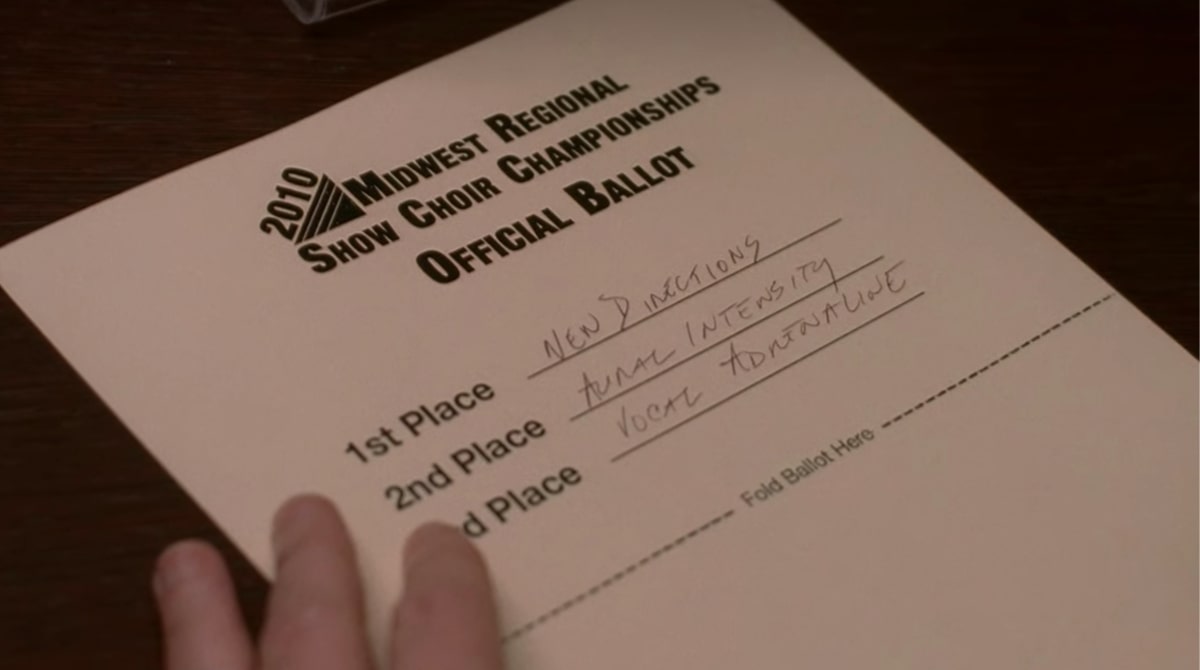 2010 MIDWEST REGIONAL
SHOW CHOIR CHAMPIONSHIPS
OFFICIAL BALLOT
1st Place NEW DIRECTIONS
2nd Place AURAL INTENSITY
d Place VOCAL ADRENALINE
Fold Ballot Here